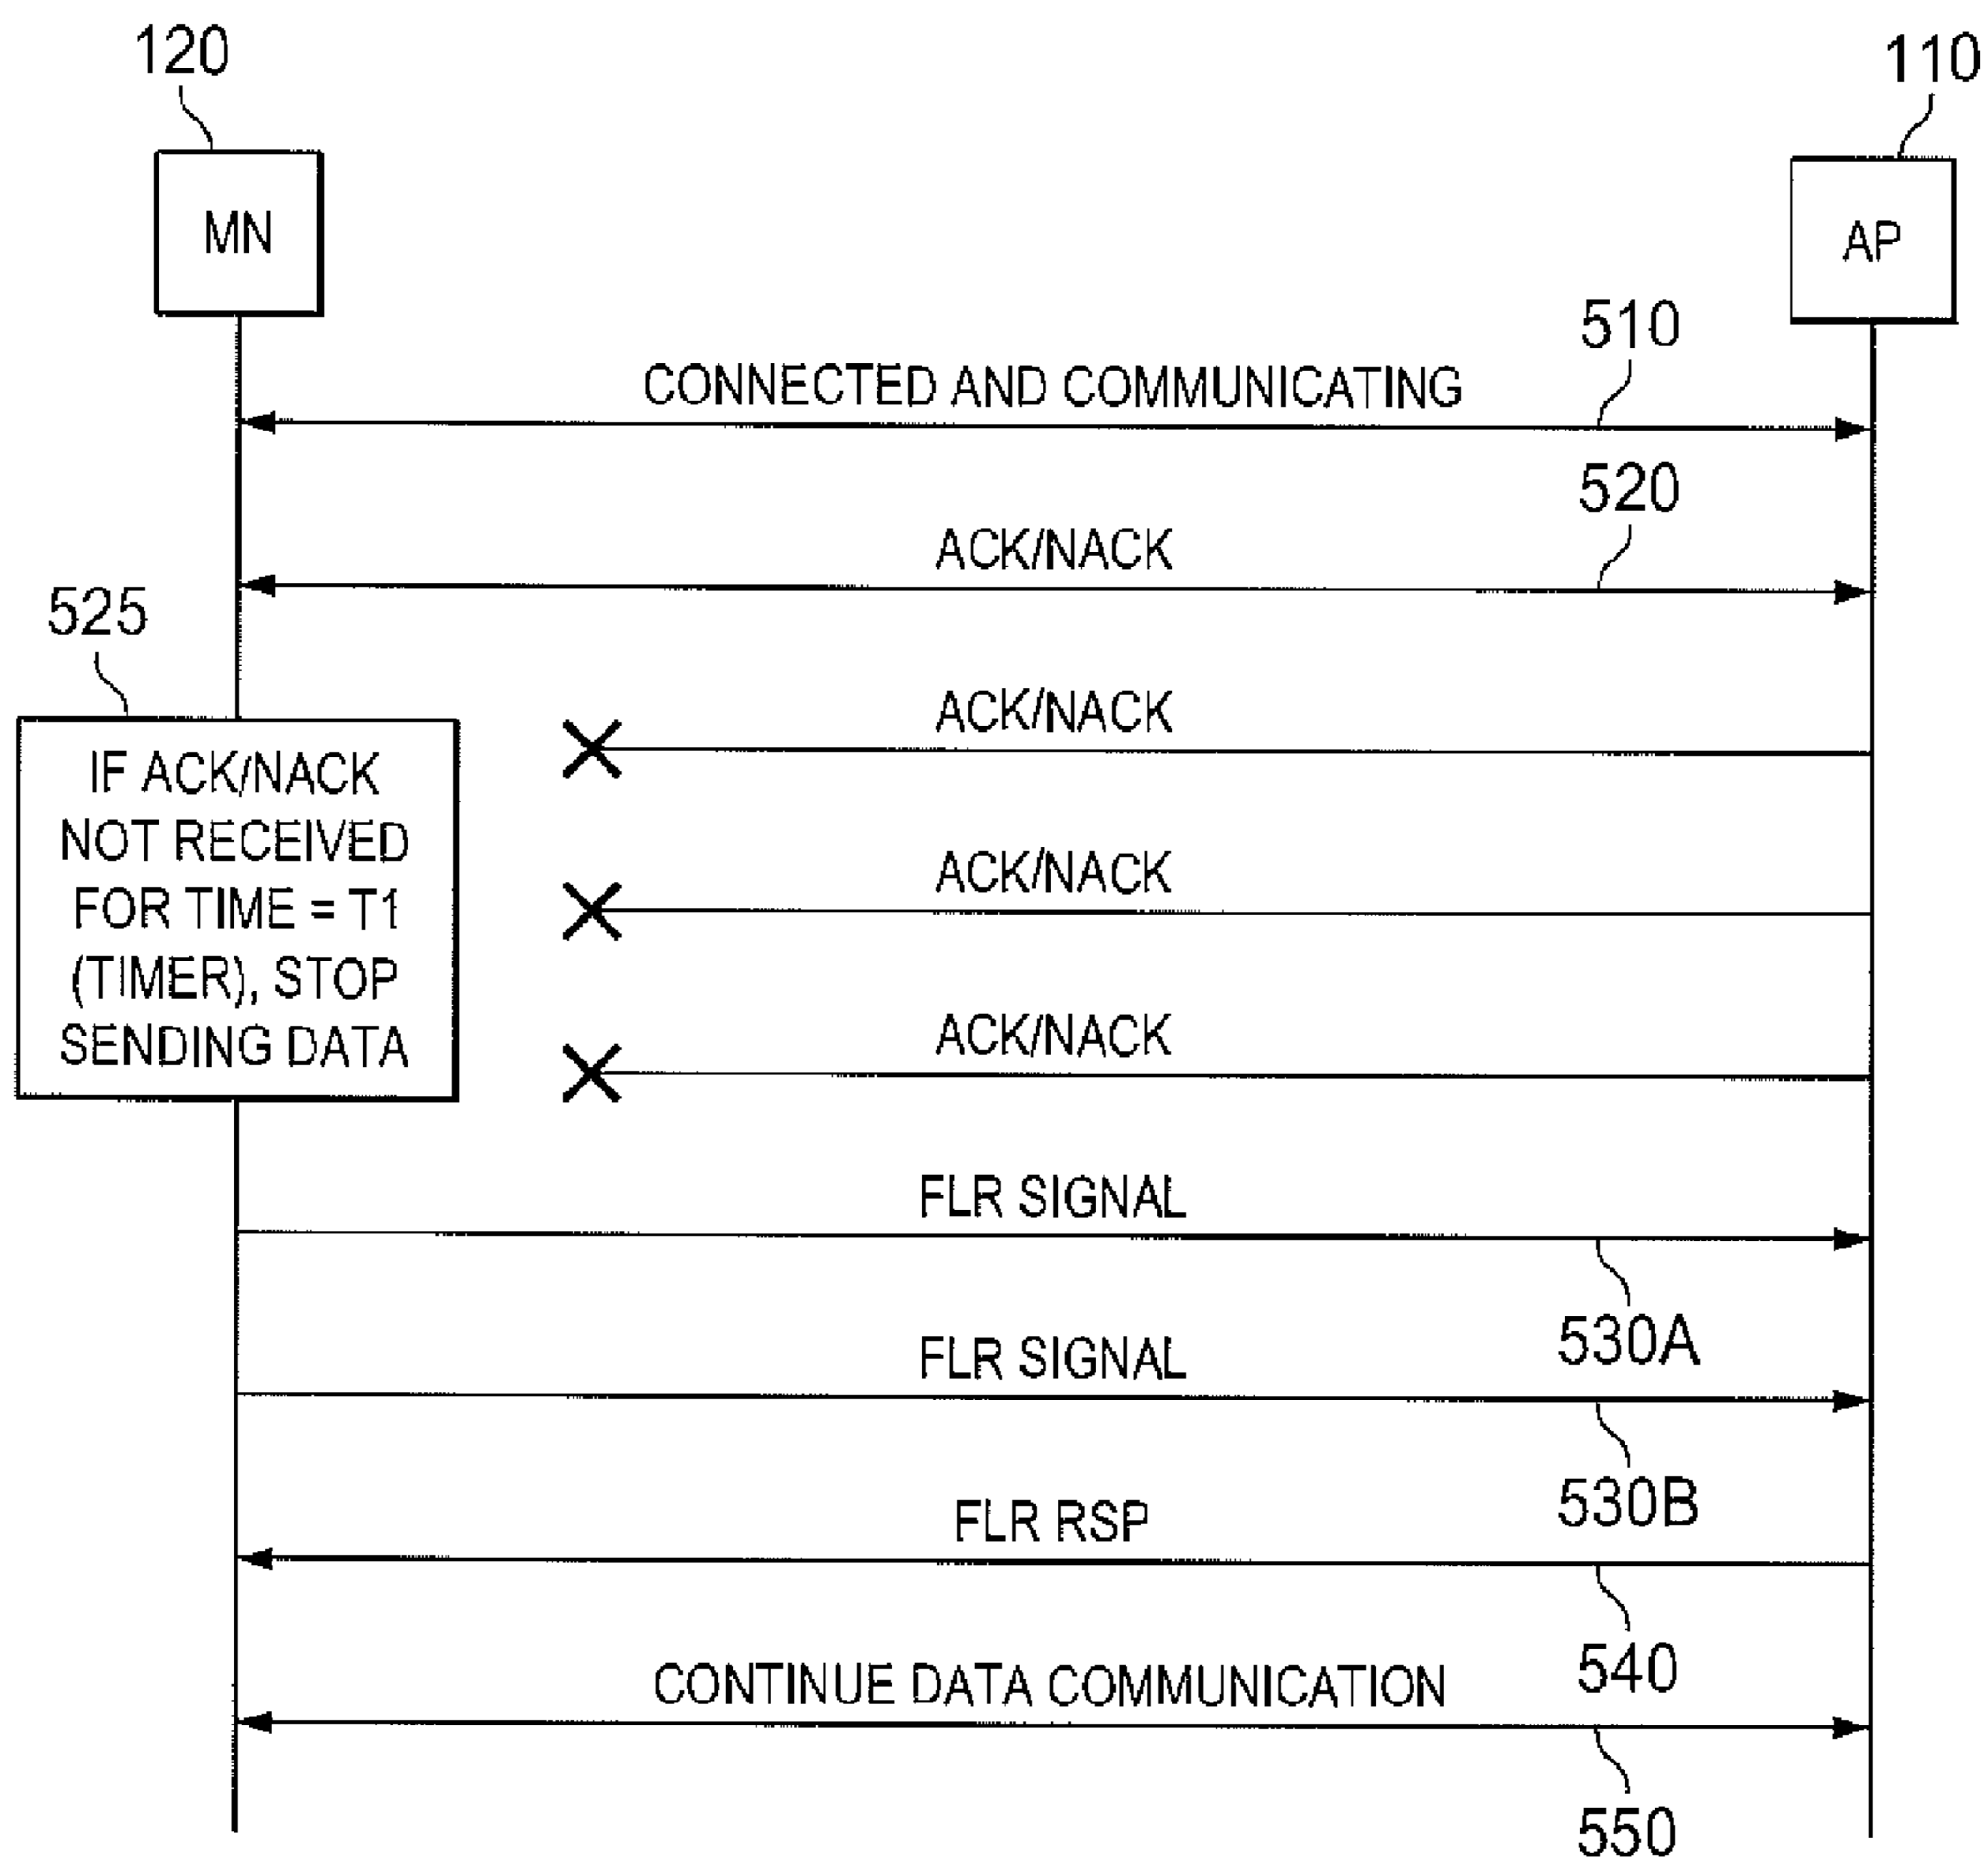 120
110
MN
AP
510
CONNECTED AND COMMUNICATING
520
ACK/NACK
525
ACK/NACK
IF ACK/NACK
NOT RECEIVED
FOR TIME = T1
(TIMER), STOP
SENDING DATA
ACK/NACK
ACK/NACK
FLR SIGNAL
530A
FLR SIGNAL
530B
FLR RSP
540
CONTINUE DATA COMMUNICATION
550